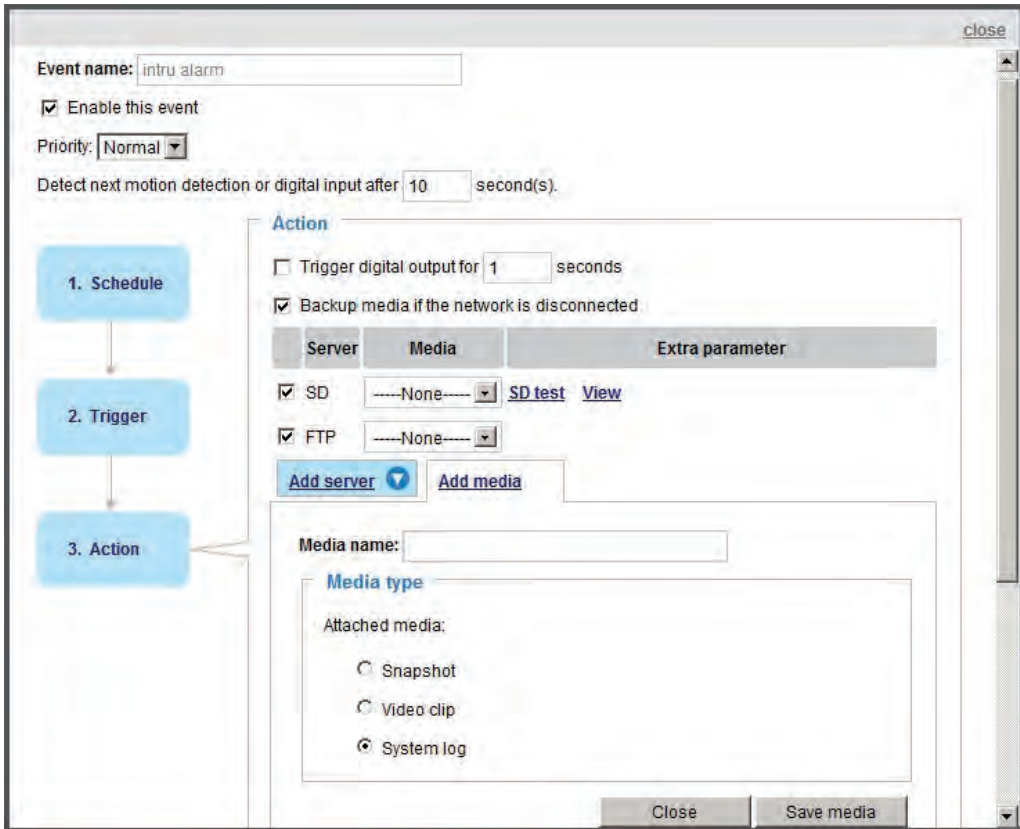 close
Event name: intru alarm
Enable this event
Priority: Normal
Detect next motion detection or digital input after 10 second(s).
Action
1. Schedule
Trigger digital output for 1 seconds
Backup media if the network is disconnected
Server Media Extra parameter
SD -----None----- SD test View
2. Trigger
FTP -----None-----
Add server Add media
3. Action
Media name:
Media type
Attached media:
Snapshot
Video clip
System log
Close Save media